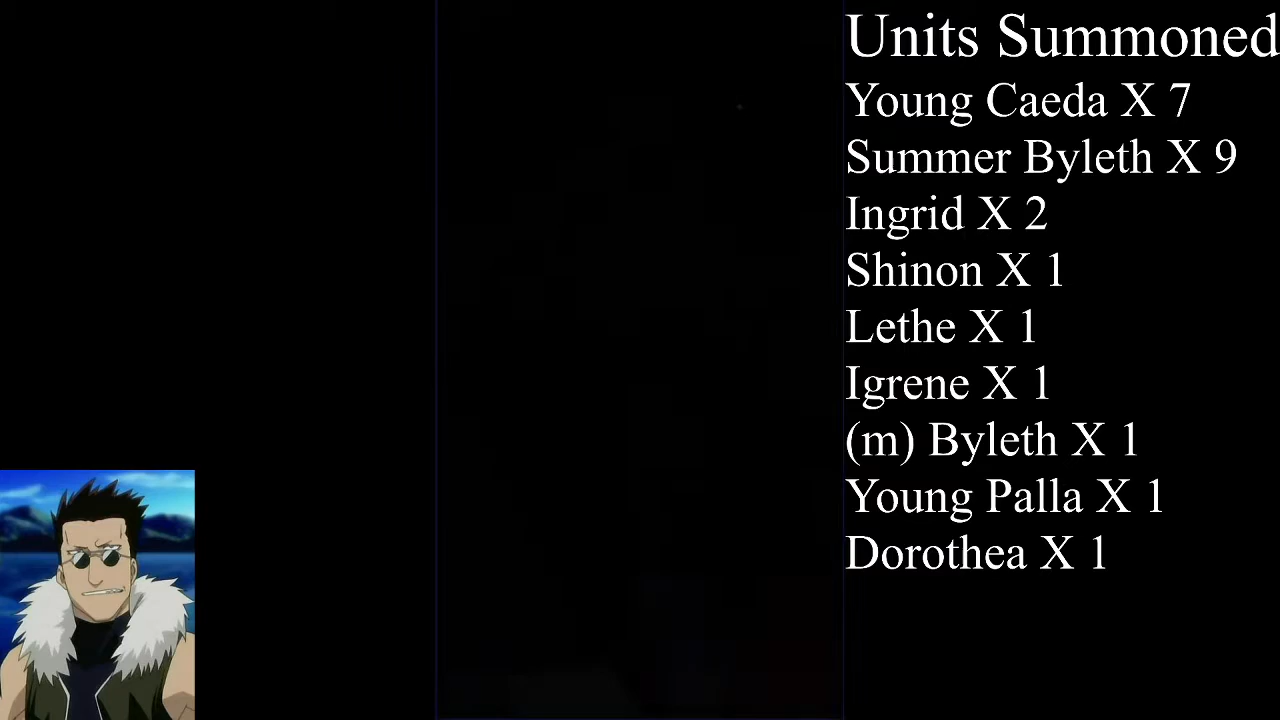 Units Summoned
Young Caeda X 7
Summer Byleth X 9
Ingrid X 2
Shinon X 1
Lethe X 1
Igrene X 1
(m) Byleth X 1
Young Palla X 1
Dorothea X 1